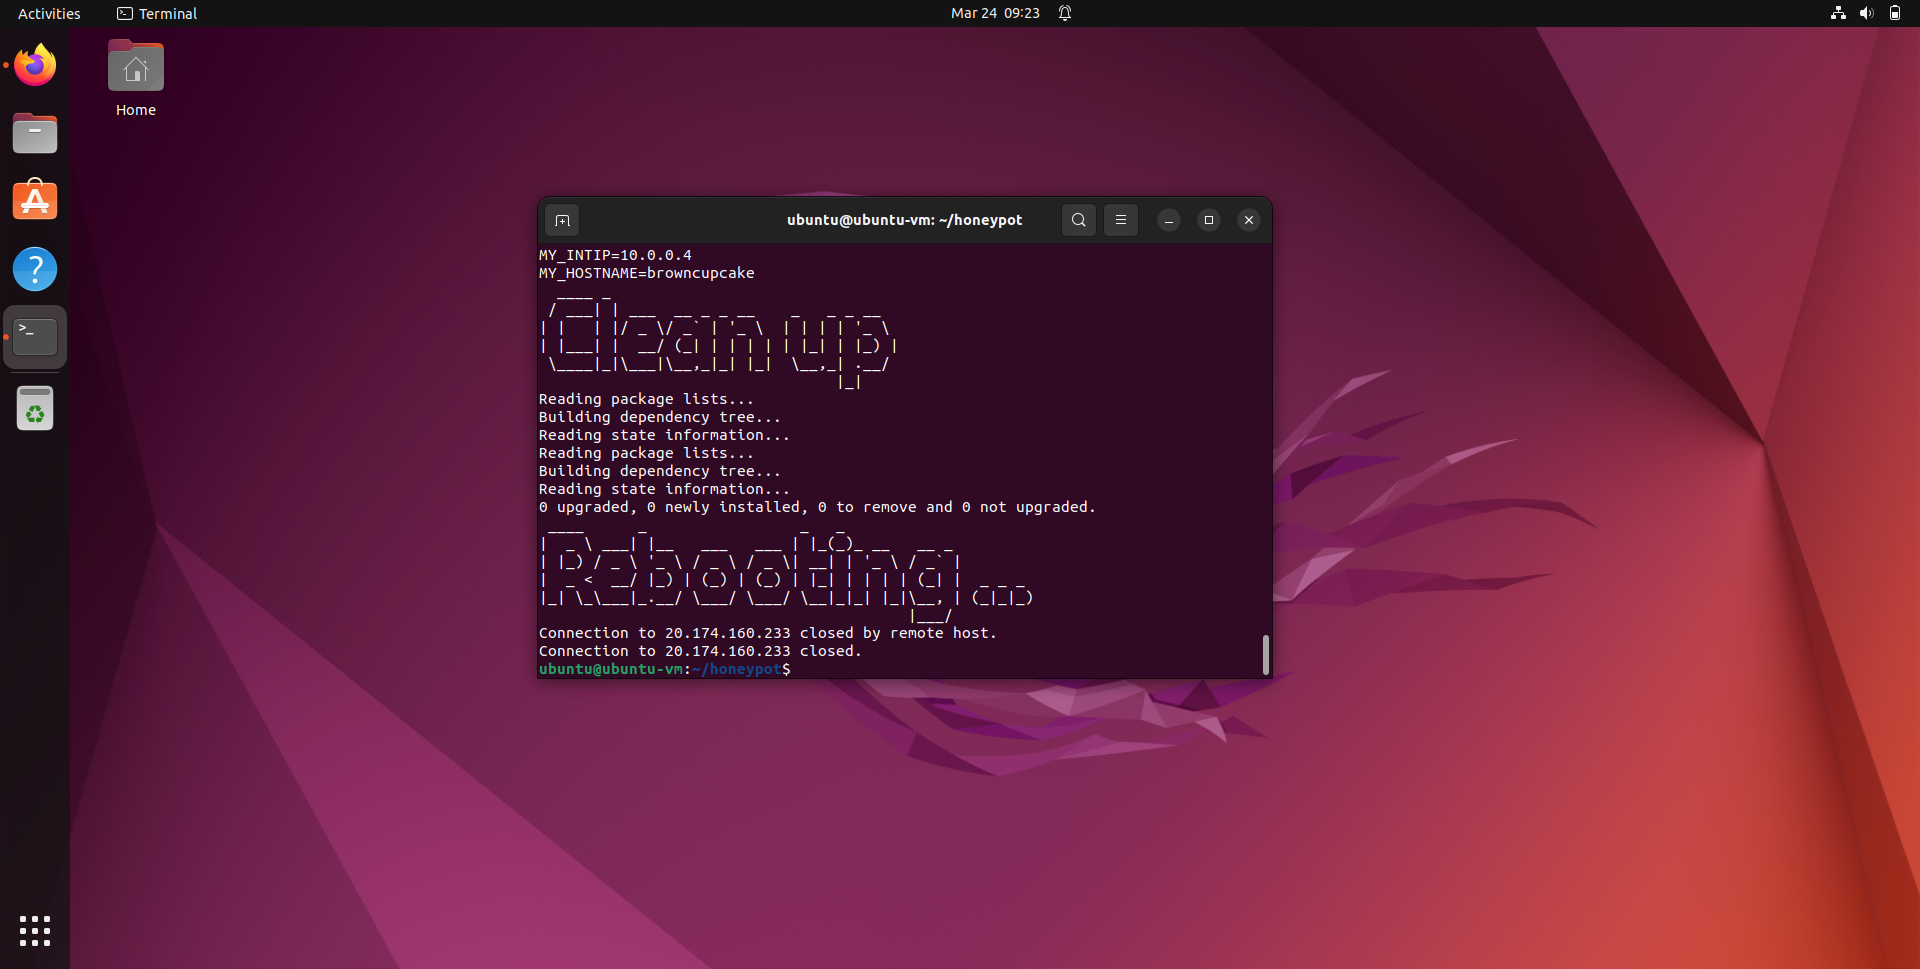 Activities
Terminal
Mar 24 09:23
Home
ubuntu@ubuntu-vm: ~/honeypot
MY_INTIP=10.0.0.4
MY_HOSTNAME=browncupcake
Clean up
Reading package lists...
Building dependency tree...
Reading state information...
Reading package lists...
Building dependency tree...
Reading state information...
0 upgraded, 0 newly installed, 0 to remove and 0 not upgraded.
Rebooting...
Connection to 20.174.160.233 closed by remote host.
Connection to 20.174.160.233 closed.
ubuntu@ubuntu-vm:~/honeypot$